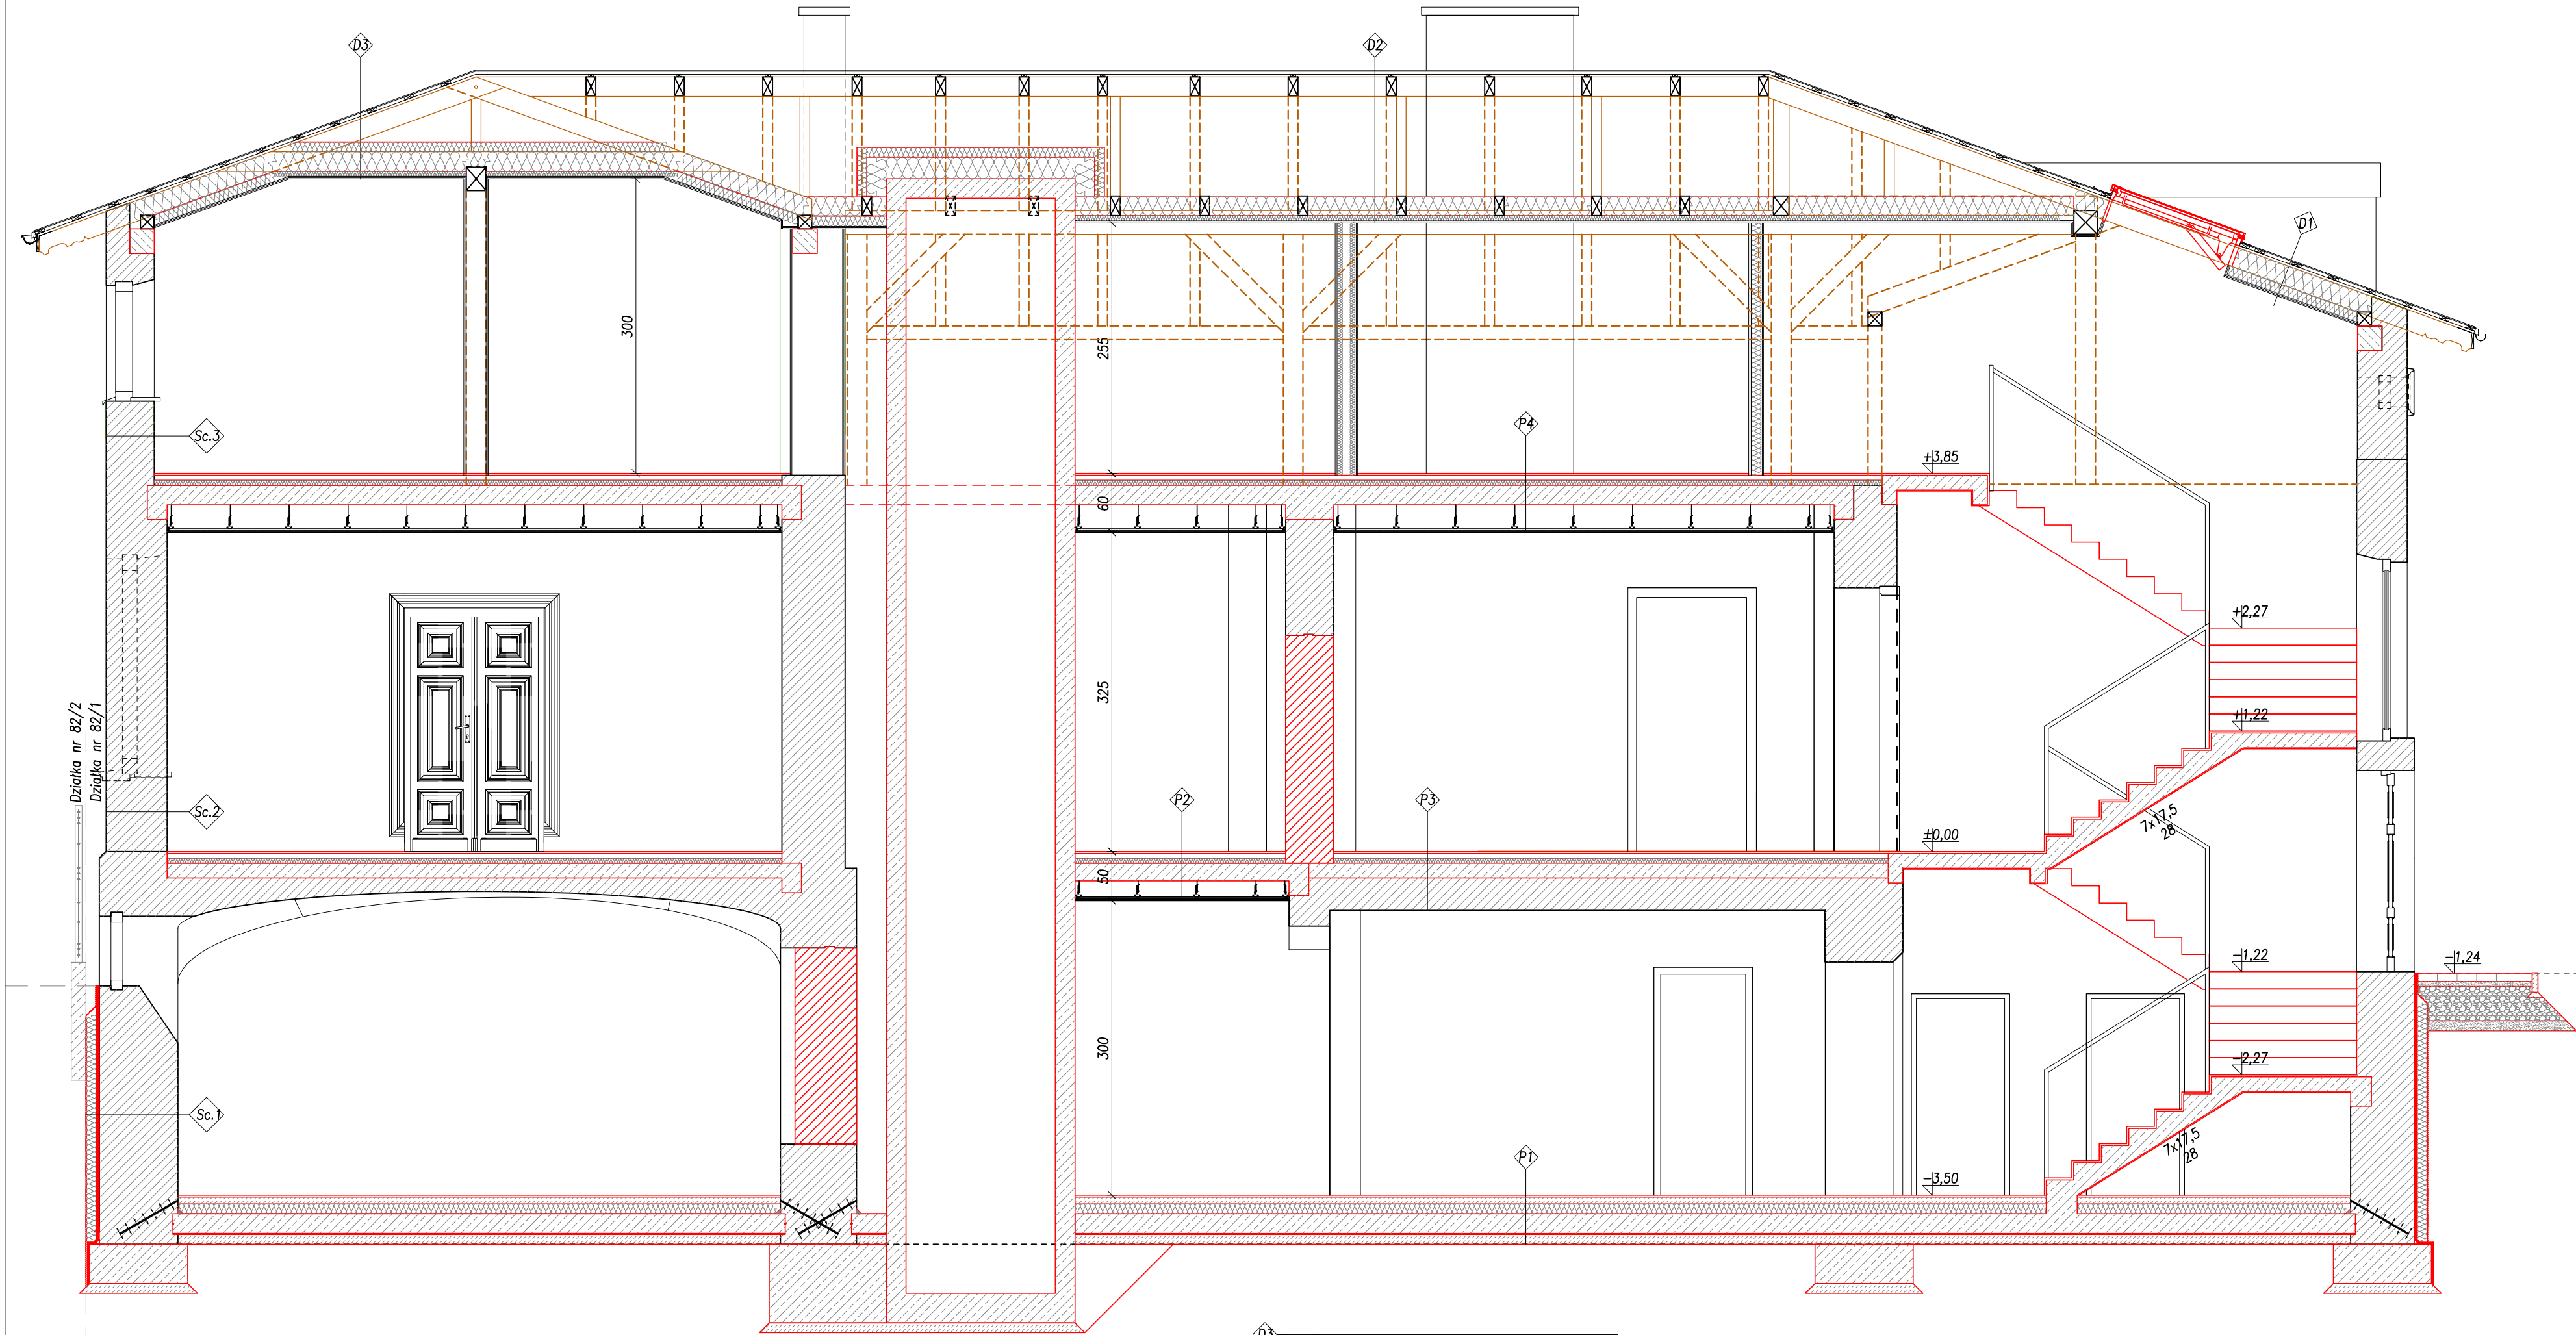 D3
D2
D1
300
255
Sc.3
P4
+3,85
60
+2,27
325
Działka nr 82/2
Działka nr 82/1
+1,22
Sc.2
P2
P3
7x17,5
28
±0,00
50
-1,22
-1,24
300
-2,27
Sc.1
7x17,5
28
P1
-3,50
D3